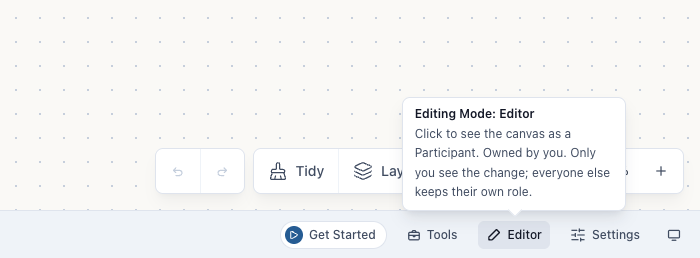 Editing Mode: Editor
Click to see the canvas as a
Participant. Owned by you. Only
you see the change; everyone else
keeps their own role.
Tidy
Lay
Get Started
Tools
Editor
Settings